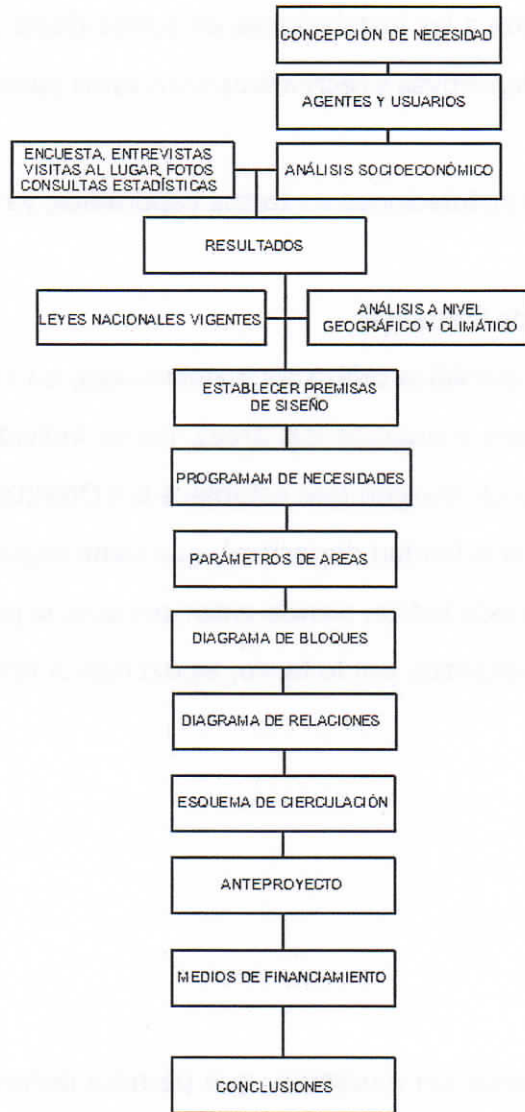 CONCEPCIÓN DE NECESIDAD
AGENTES Y USUARIOS
ENCUESTA, ENTREVISTAS
VISITAS AL LUGAR, FOTOS
CONSULTAS ESTADÍSTICAS
ANÁLISIS SOCIOECONÓMICO
RESULTADOS
LEYES NACIONALES VIGENTES
ANÁLISIS A NIVEL
GEOGRÁFICO Y CLIMÁTICO
ESTABLECER PREMISAS
DE SISEÑO
PROGRAMAM DE NECESIDADES
PARÁMETROS DE AREAS
DIAGRAMA DE BLOQUES
DIAGRAMA DE RELACIONES
ESQUEMA DE CIERCULACIÓN
ANTEPROYECTO
MEDIOS DE FINANCIAMIENTO
CONCLUSIONES